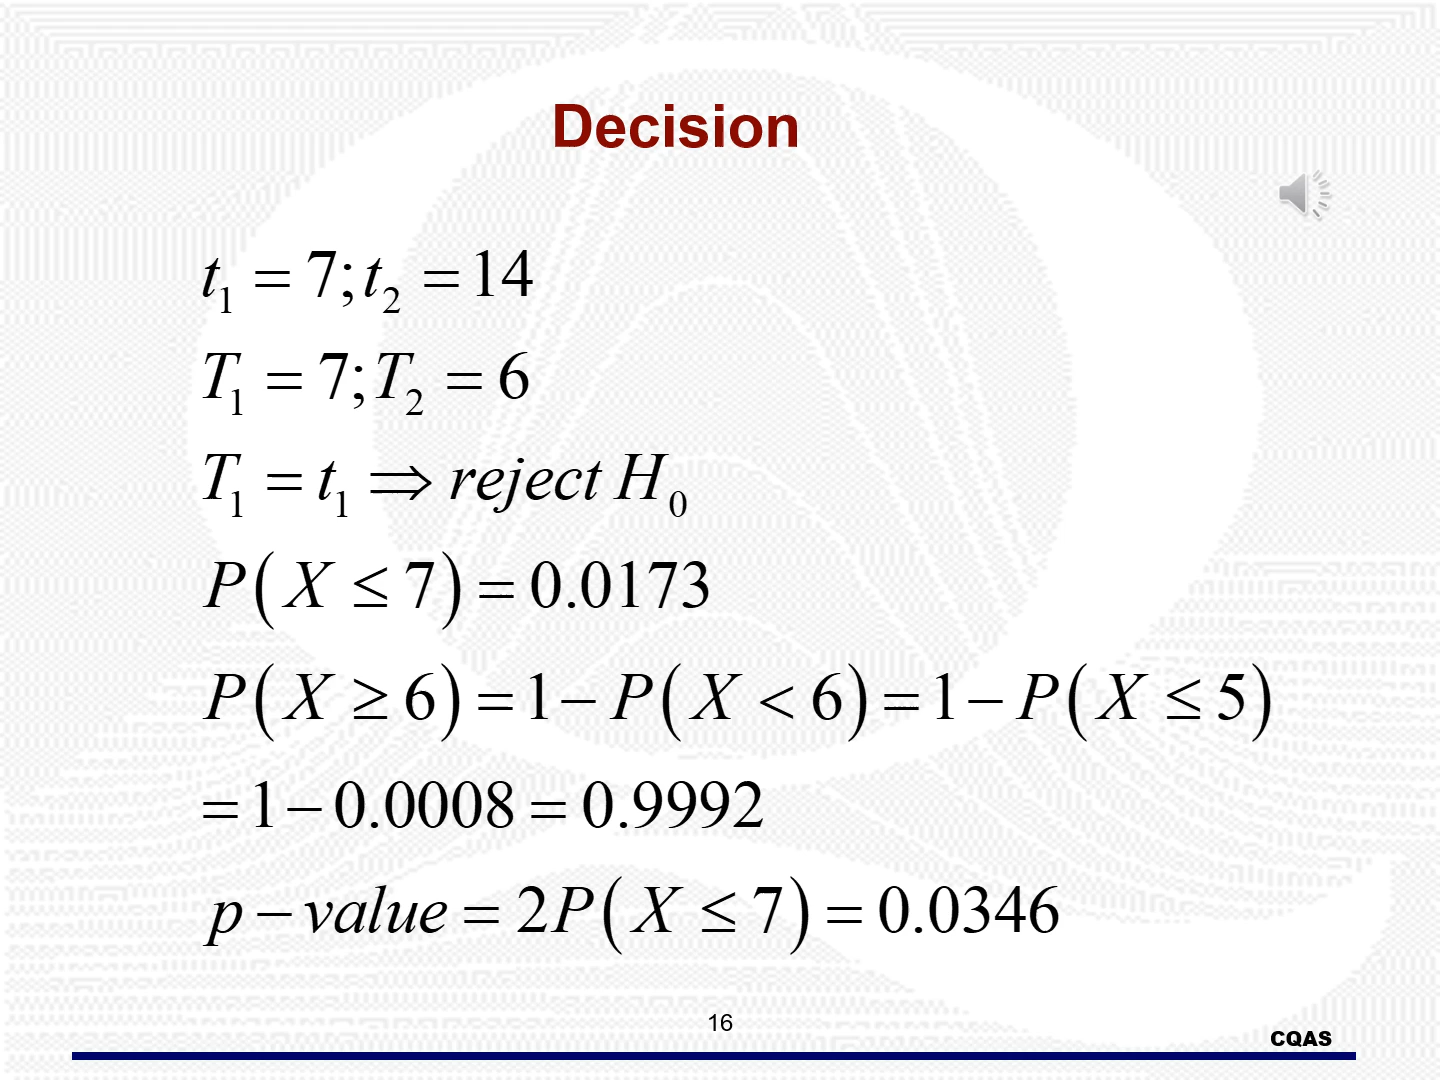 Decision
t₁ = 7; t₂ = 14
T₁ = 7; T₂ = 6
T₁ = t₁ ⇒ reject H₀
P(X ≤ 7) = 0.0173
P(X ≥ 6) = 1 − P(X < 6) = 1 − P(X ≤ 5)
= 1 − 0.0008 = 0.9992
p − value = 2P(X ≤ 7) = 0.0346
16
CQAS